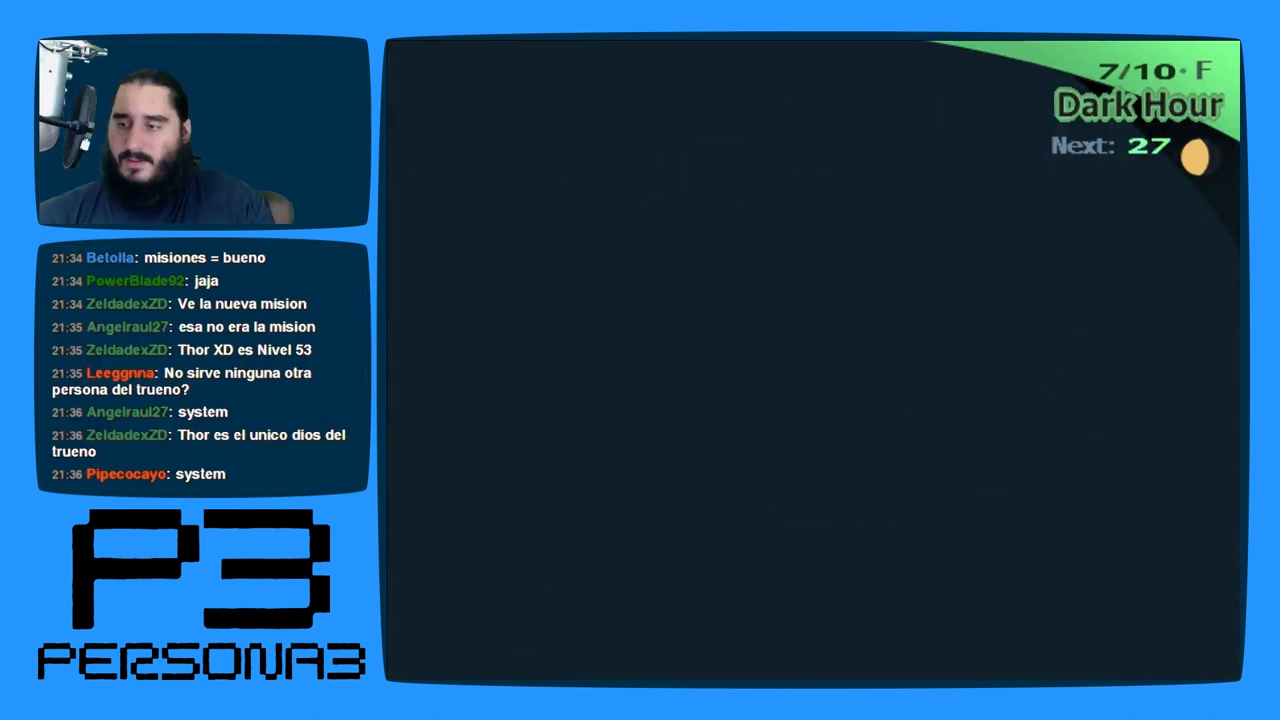 7/10· F
Dark Hour
Next: 27
21:34 Betolla: misiones = bueno
21:34 PowerBlade92: jaja
21:34 ZeldadexZD: Ve la nueva mision
21:35 Angelraul27: esa no era la mision
21:35 ZeldadexZD: Thor XD es Nivel 53
21:35 Leeggnna: No sirve ninguna otra
persona del trueno?
21:36 Angelraul27: system
21:36 ZeldadexZD: Thor es el unico dios del
trueno
21:36 Pipecocayo: system
P3
PERSONA3